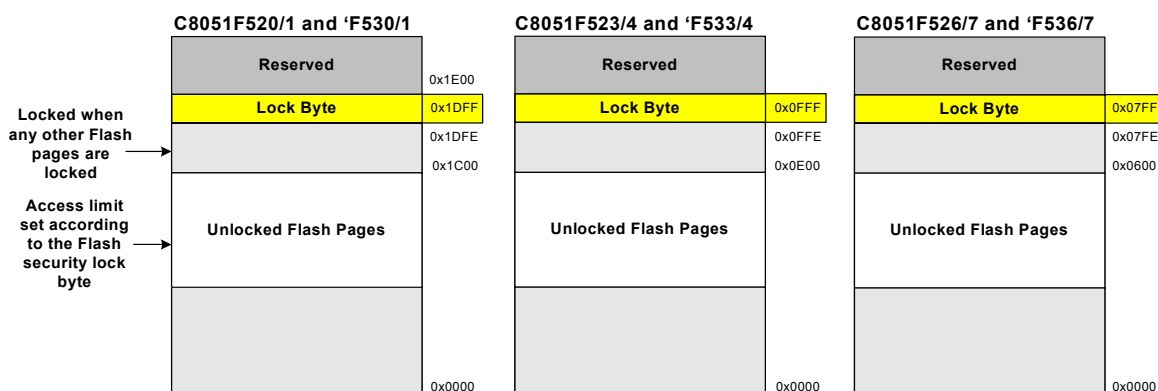 C8051F520/1 and ‘F530/1
Reserved
0x1E00
Lock Byte
0x1DFF
0x1DFE
0x1C00
Unlocked Flash Pages
0x0000
Locked when
any other Flash
pages are
locked
Access limit
set according
to the Flash
security lock
byte
C8051F523/4 and ‘F533/4
Reserved
Lock Byte
0x0FFF
0x0FFE
0x0E00
Unlocked Flash Pages
0x0000
C8051F526/7 and ‘F536/7
Reserved
Lock Byte
0x07FF
0x07FE
0x0600
Unlocked Flash Pages
0x0000